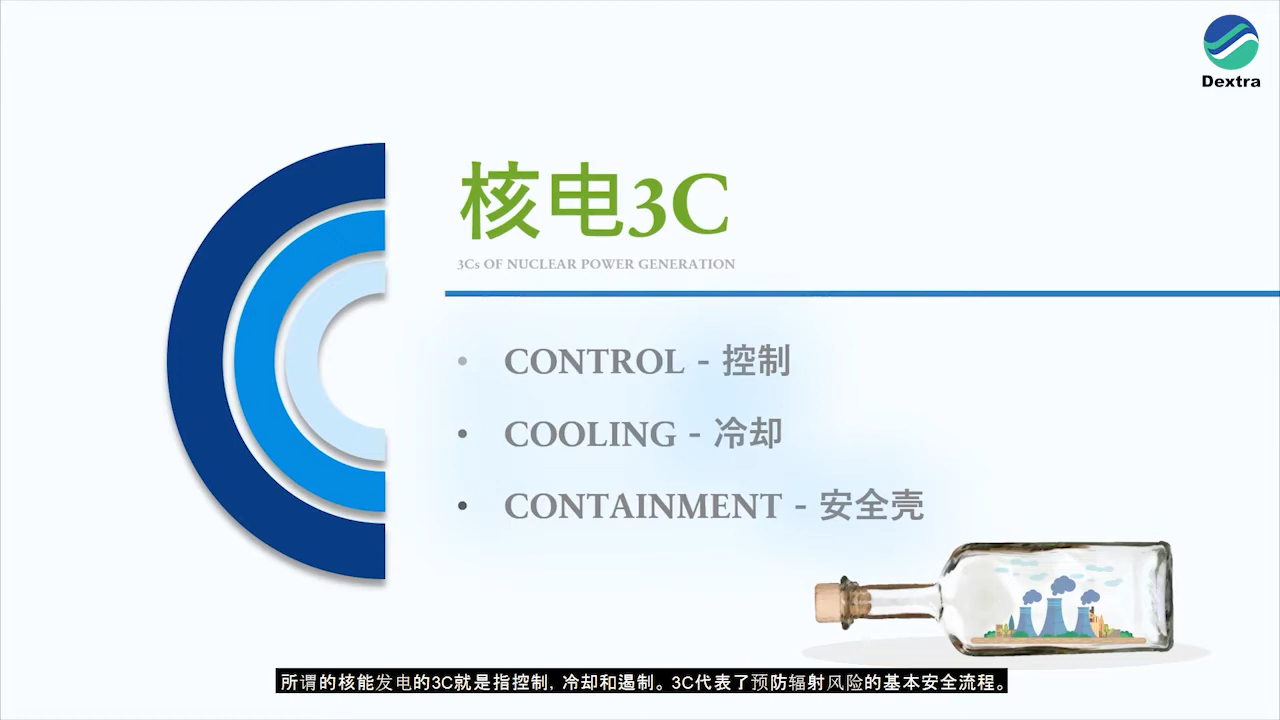 Dextra
核电3C
3Cs OF NUCLEAR POWER GENERATION
• CONTROL - 控制
• COOLING - 冷却
• CONTAINMENT - 安全壳
所谓的核能发电的3C就是指控制, 冷却和遏制。3C代表了预防辐射风险的基本安全流程。